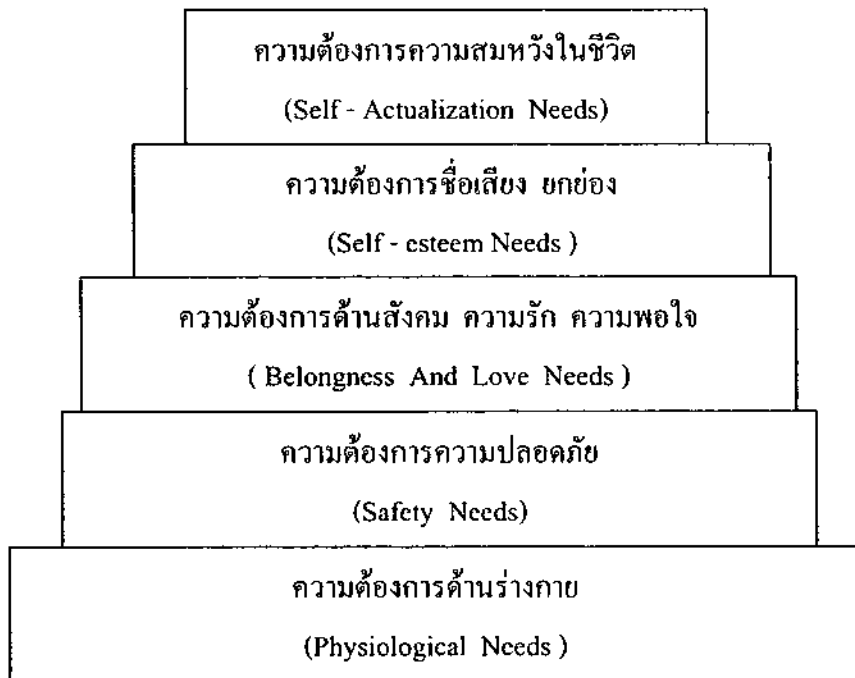 ความต้องการความสมหวังในชีวิต
(Self - Actualization Needs)
ความต้องการชื่อเสียง ยกย่อง
(Self - esteem Needs )
ความต้องการด้านสังคม ความรัก ความพอใจ
( Belongness And Love Needs )
ความต้องการความปลอดภัย
(Safety Needs)
ความต้องการด้านร่างกาย
(Physiological Needs )